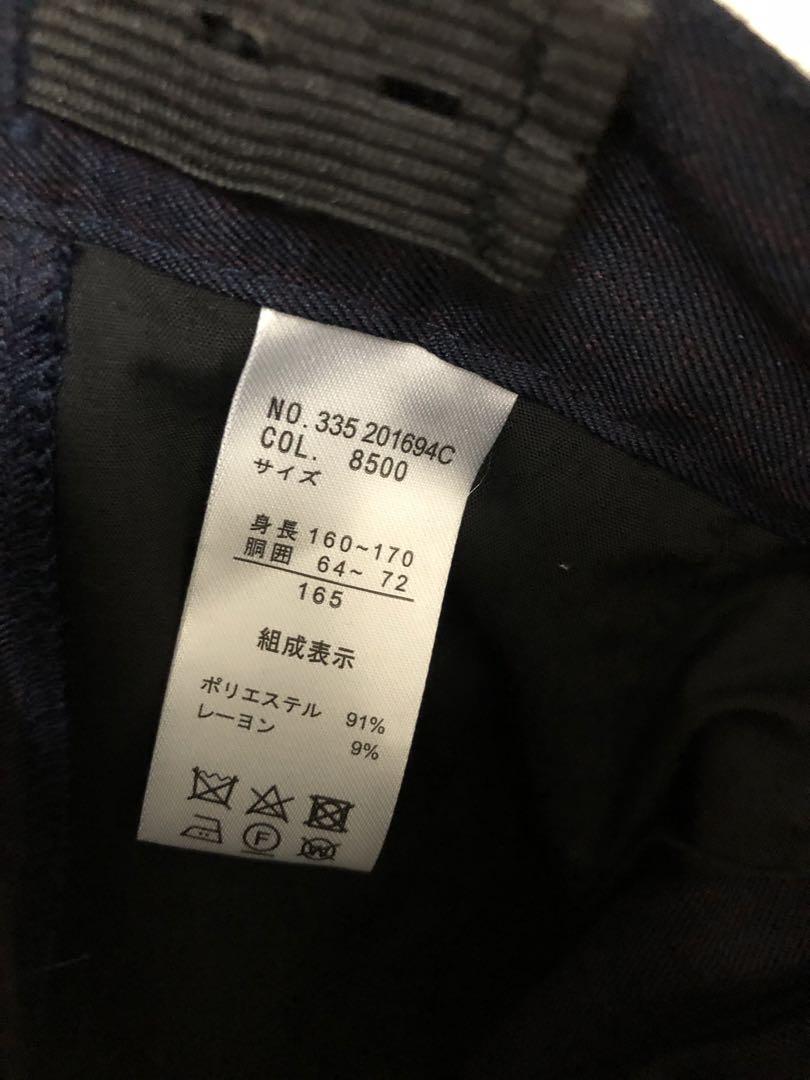 NO. 335 201694C
COL. 8500
サイズ
身長 160~170
胴囲 64~ 72
165
組成表示
ポリエステル 91%
レーヨン 9%
F
W